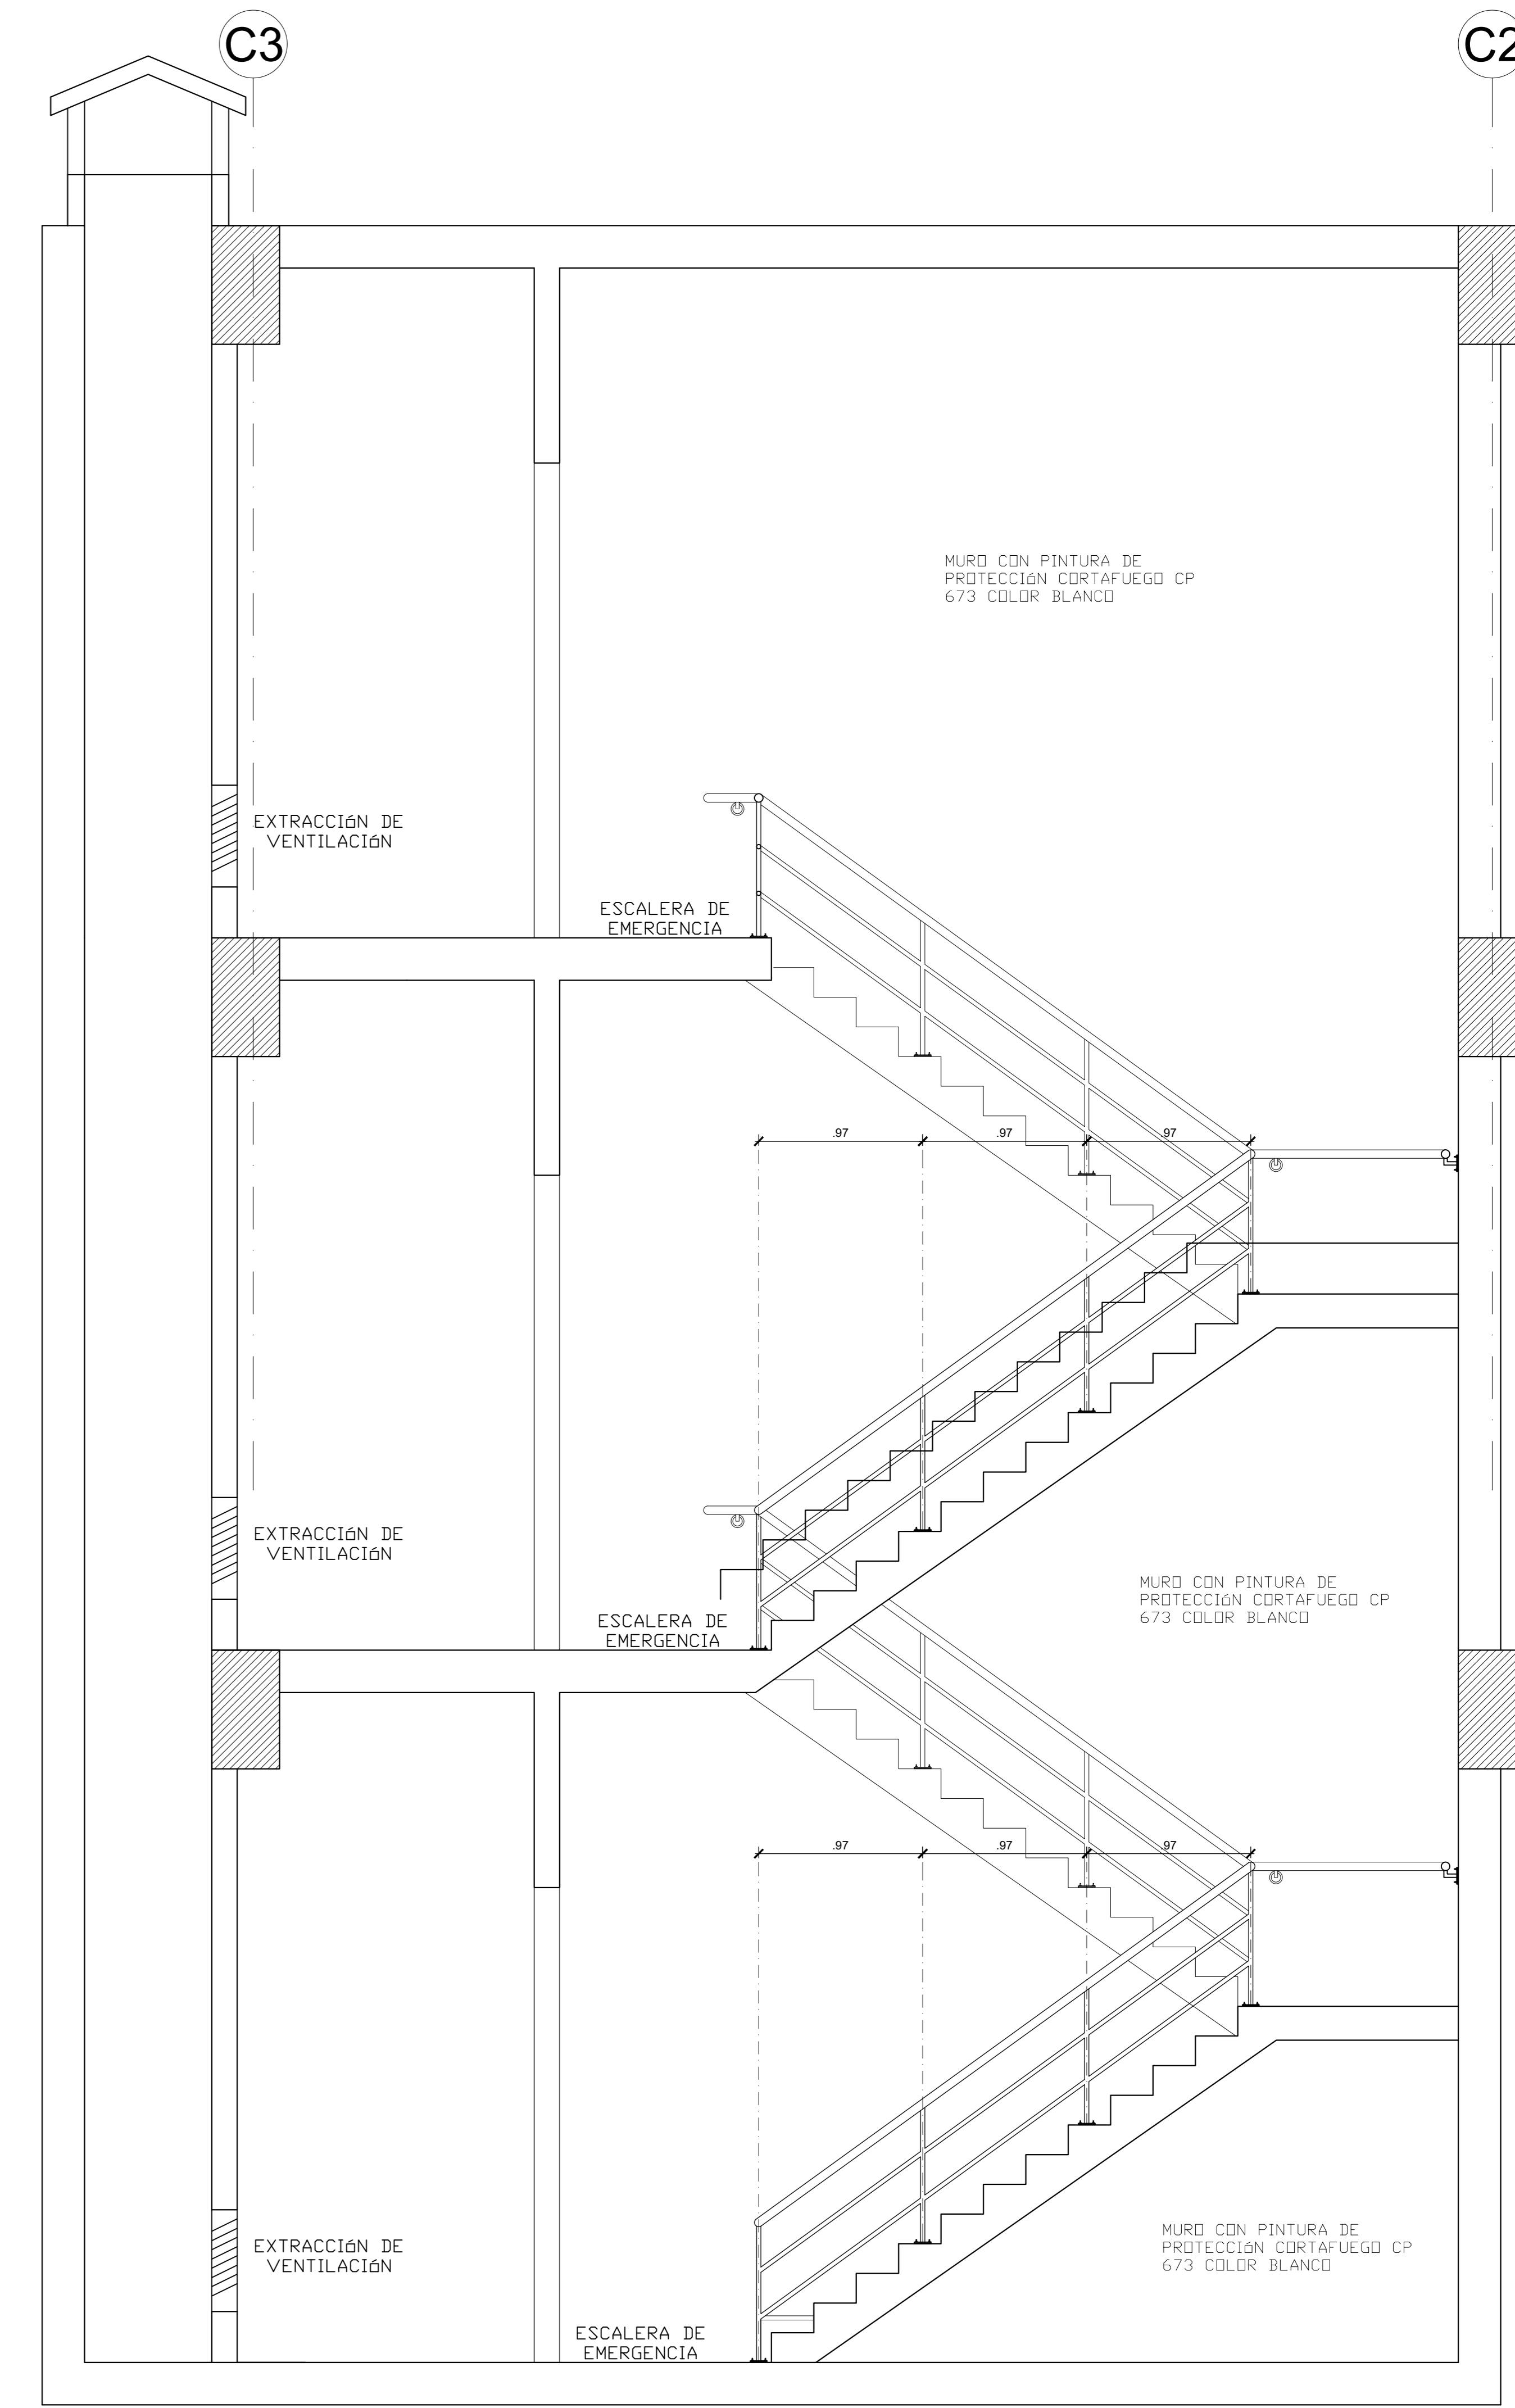 C3
C2
MURO CON PINTURA DE
PROTECCIóN CORTAFUEGO CP
673 COLOR BLANCO
EXTRACCIóN DE
VENTILACIóN
ESCALERA DE
EMERGENCIA
.97 .97 .97
EXTRACCIóN DE
VENTILACIóN
MURO CON PINTURA DE
PROTECCIóN CORTAFUEGO CP
673 COLOR BLANCO
ESCALERA DE
EMERGENCIA
.97 .97 .97
MURO CON PINTURA DE
PROTECCIóN CORTAFUEGO CP
673 COLOR BLANCO
EXTRACCIóN DE
VENTILACIóN
ESCALERA DE
EMERGENCIA